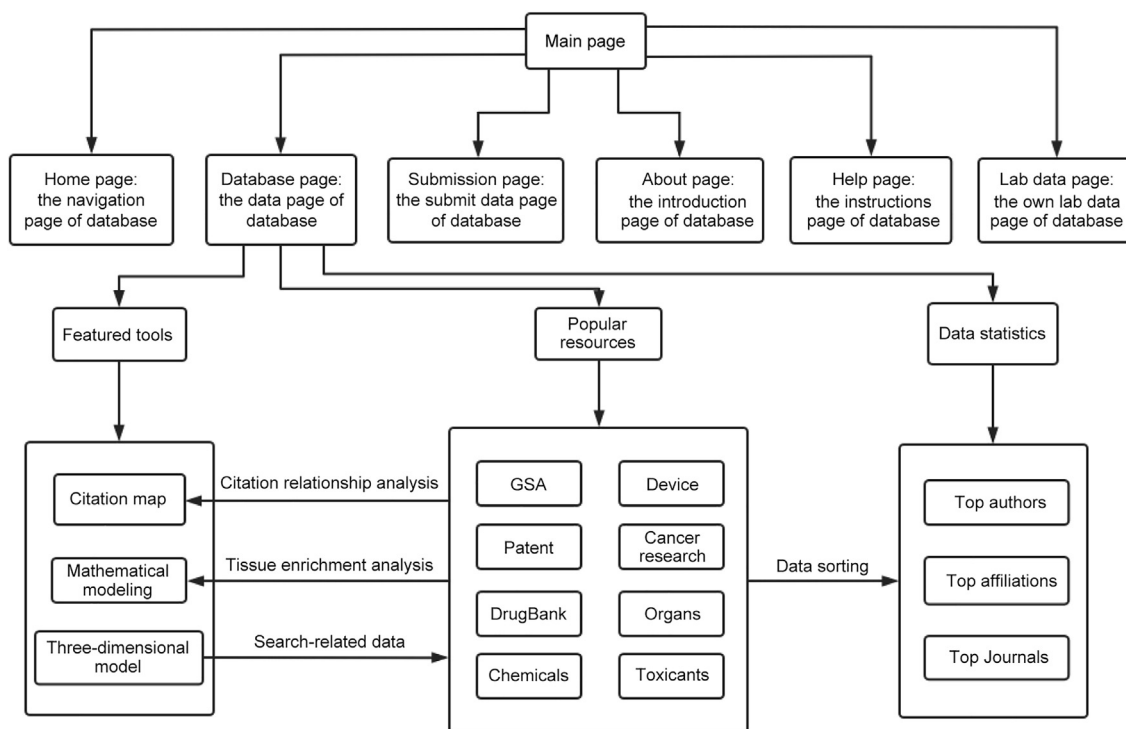 Main page
Home page:
the navigation
page of database
Database page:
the data page of
database
Submission page:
the submit data page
of database
About page:
the introduction
page of database
Help page:
the instructions
page of database
Lab data page:
the own lab data
page of database
Featured tools
Popular
resources
Data statistics
Citation map
Mathematical
modeling
Three-dimensional
model
Citation relationship analysis
Tissue enrichment analysis
Search-related data
GSA
Device
Patent
Cancer
research
DrugBank
Organs
Chemicals
Toxicants
Data sorting
Top authors
Top affiliations
Top Journals